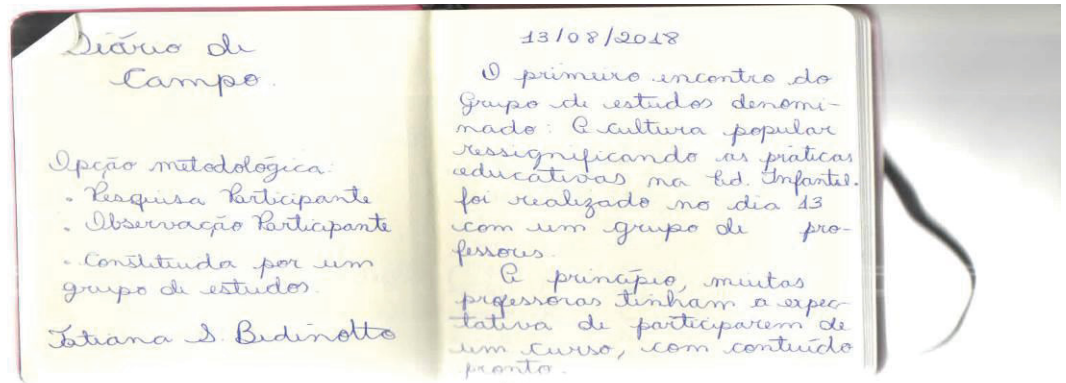 Diário de
Campo.
Opção metodológica:
. Pesquisa Participante
. Observação Participante
. Constituída por um
grupo de estudos.
Tatiana S. Bedinotto
13/08/2018
O primeiro encontro do
Grupo de estudos denomi-
nado: A cultura popular
ressignificando as práticas
educativas na Ed. Infantil.
foi realizado no dia 13
com um grupo de pro-
fessores.
A princípio, muitas
professoras tinham a expec-
tativa de participarem de
um curso, com conteúdo
pronto.